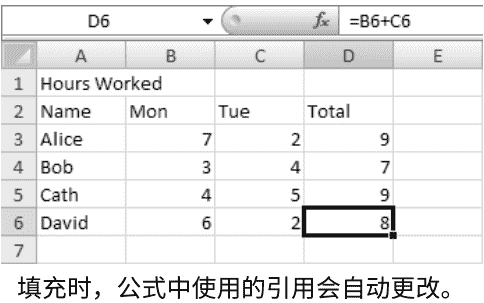 D6 fx =B6+C6
A B C D E
1 Hours Worked
2 Name Mon Tue Total
3 Alice 7 2 9
4 Bob 3 4 7
5 Cath 4 5 9
6 David 6 2 8
7
填充时，公式中使用的引用会自动更改。